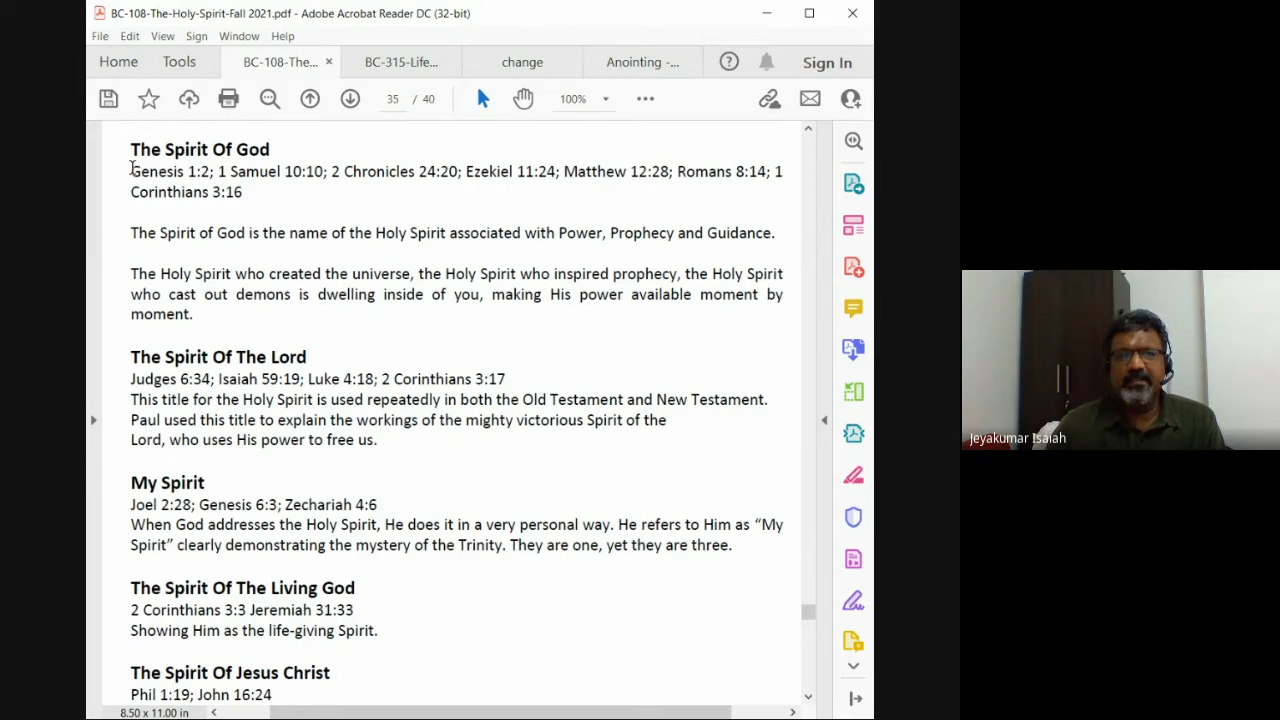 BC-108-The-Holy-Spirit-Fall 2021.pdf - Adobe Acrobat Reader DC (32-bit)
File Edit View Sign Window Help
Home Tools BC-108-The... × BC-315-Life... change Anointing -... Sign In
35 / 40 100%
The Spirit Of God
Genesis 1:2; 1 Samuel 10:10; 2 Chronicles 24:20; Ezekiel 11:24; Matthew 12:28; Romans 8:14; 1
Corinthians 3:16
The Spirit of God is the name of the Holy Spirit associated with Power, Prophecy and Guidance.
The Holy Spirit who created the universe, the Holy Spirit who inspired prophecy, the Holy Spirit
who cast out demons is dwelling inside of you, making His power available moment by
moment.
The Spirit Of The Lord
Judges 6:34; Isaiah 59:19; Luke 4:18; 2 Corinthians 3:17
This title for the Holy Spirit is used repeatedly in both the Old Testament and New Testament.
Paul used this title to explain the workings of the mighty victorious Spirit of the
Lord, who uses His power to free us.
My Spirit
Joel 2:28; Genesis 6:3; Zechariah 4:6
When God addresses the Holy Spirit, He does it in a very personal way. He refers to Him as “My
Spirit” clearly demonstrating the mystery of the Trinity. They are one, yet they are three.
The Spirit Of The Living God
2 Corinthians 3:3 Jeremiah 31:33
Showing Him as the life-giving Spirit.
The Spirit Of Jesus Christ
Phil 1:19; John 16:24
8.50 x 11.00 in
Jeyakumar Isaiah